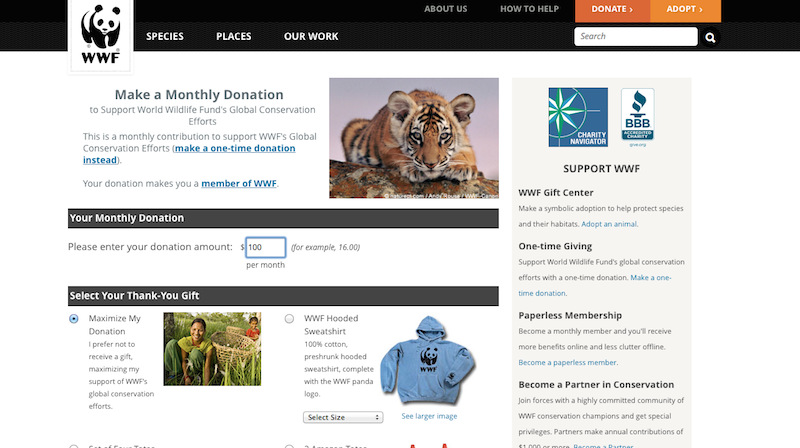 ABOUT US HOW TO HELP DONATE › ADOPT ›
WWF
SPECIES PLACES OUR WORK Search
Make a Monthly Donation
to Support World Wildlife Fund's Global Conservation
Efforts
This is a monthly contribution to support WWF's Global
Conservation Efforts (make a one-time donation
instead).
Your donation makes you a member of WWF.
Your Monthly Donation
Please enter your donation amount: $ 100 (for example, 16.00)
per month
Select Your Thank-You Gift
Maximize My
Donation
I prefer not to
receive a gift,
maximizing my
support of WWF's
global
conservation
efforts.
WWF Hooded
Sweatshirt
100% cotton,
preshrunk hooded
sweatshirt, complete
with the WWF panda
logo.
Select Size
WWF
See larger image
CHARITY
NAVIGATOR
BBB
ACCREDITED
CHARITY
give.org
SUPPORT WWF
WWF Gift Center
Make a symbolic adoption to help protect species
and their habitats. Adopt an animal.
One-time Giving
Support World Wildlife Fund's global conservation
efforts with a one-time donation. Make a one-
time donation.
Paperless Membership
Become a monthly member and you'll receive
more benefits online and less clutter offline.
Become a paperless member.
Become a Partner in Conservation
Join forces with a highly committed community of
WWF conservation champions and get special
privileges. Partners make annual contributions of
$1,000 or more. Become a Partner